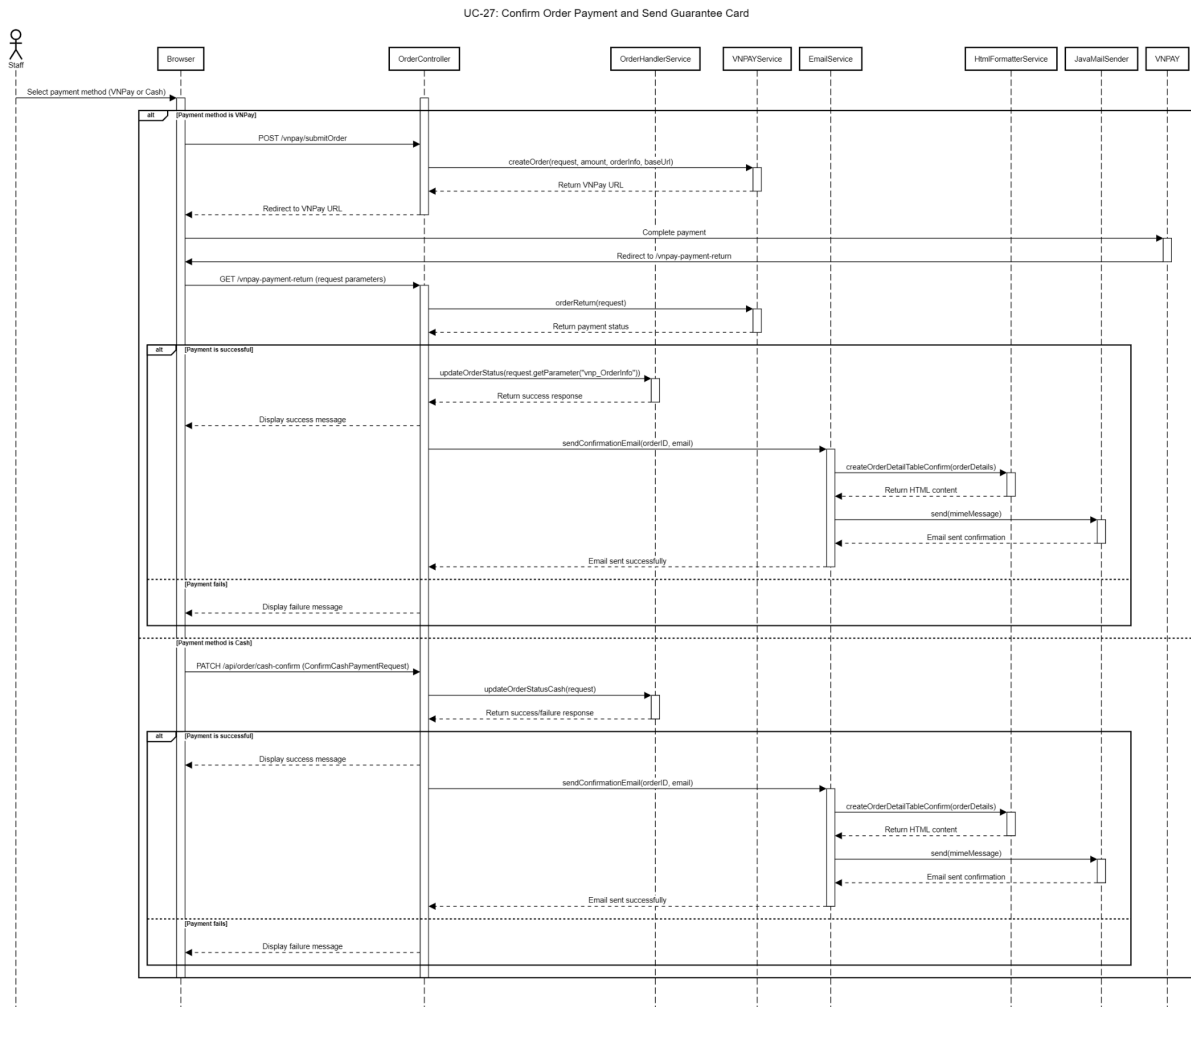 UC-27: Confirm Order Payment and Send Guarantee Card
Staff
Browser
OrderController
OrderHandlerService
VNPAYService
EmailService
HtmlFormatterService
JavaMailSender
VNPAY
Select payment method (VNPay or Cash)
alt
[Payment method is VNPay]
POST /vnpay/submitOrder
createOrder(request, amount, orderInfo, baseUrl)
Return VNPay URL
Redirect to VNPay URL
Complete payment
Redirect to /vnpay-payment-return
GET /vnpay-payment-return (request parameters)
orderReturn(request)
Return payment status
alt
[Payment is successful]
updateOrderStatus(request.getParameter("vnp_OrderInfo"))
Return success response
Display success message
sendConfirmationEmail(orderID, email)
createOrderDetailTableConfirm(orderDetails)
Return HTML content
send(mimeMessage)
Email sent confirmation
Email sent successfully
[Payment fails]
Display failure message
[Payment method is Cash]
PATCH /api/order/cash-confirm (ConfirmCashPaymentRequest)
updateOrderStatusCash(request)
Return success/failure response
alt
[Payment is successful]
Display success message
sendConfirmationEmail(orderID, email)
createOrderDetailTableConfirm(orderDetails)
Return HTML content
send(mimeMessage)
Email sent confirmation
Email sent successfully
[Payment fails]
Display failure message